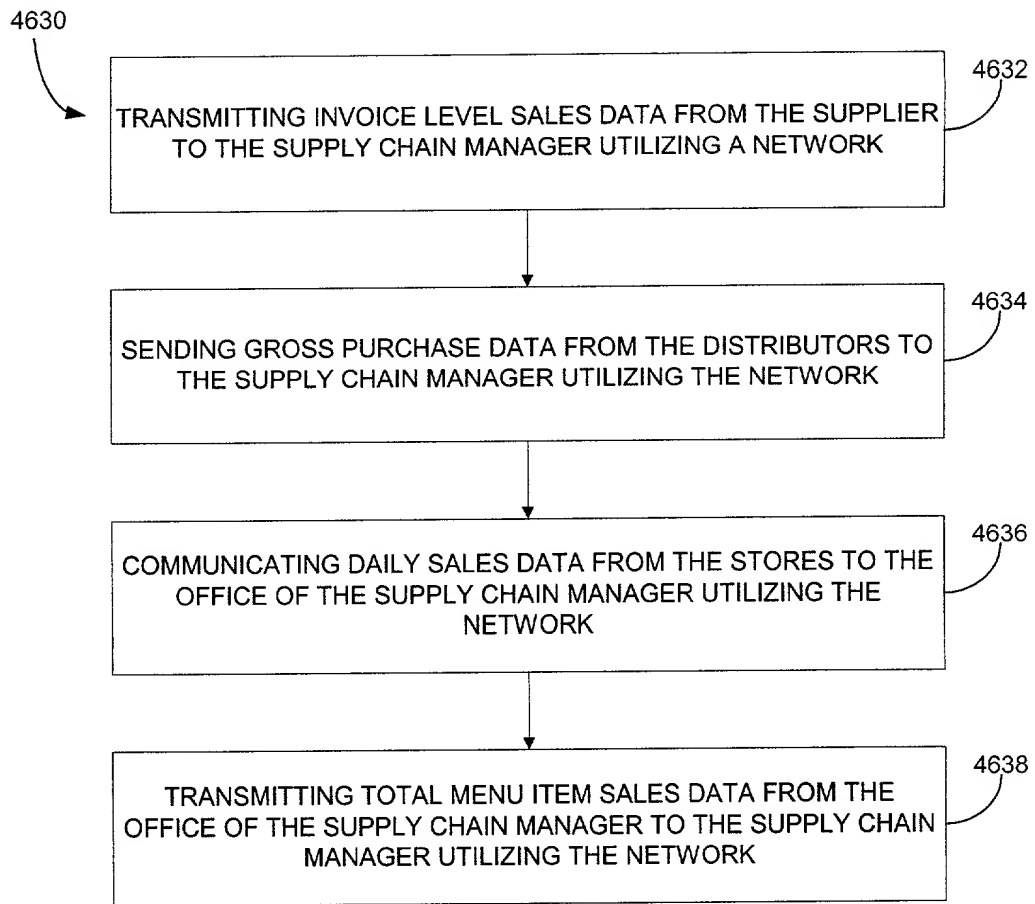 4630
4632
TRANSMITTING INVOICE LEVEL SALES DATA FROM THE SUPPLIER
TO THE SUPPLY CHAIN MANAGER UTILIZING A NETWORK
4634
SENDING GROSS PURCHASE DATA FROM THE DISTRIBUTORS TO
THE SUPPLY CHAIN MANAGER UTILIZING THE NETWORK
4636
COMMUNICATING DAILY SALES DATA FROM THE STORES TO THE
OFFICE OF THE SUPPLY CHAIN MANAGER UTILIZING THE
NETWORK
4638
TRANSMITTING TOTAL MENU ITEM SALES DATA FROM THE
OFFICE OF THE SUPPLY CHAIN MANAGER TO THE SUPPLY CHAIN
MANAGER UTILIZING THE NETWORK